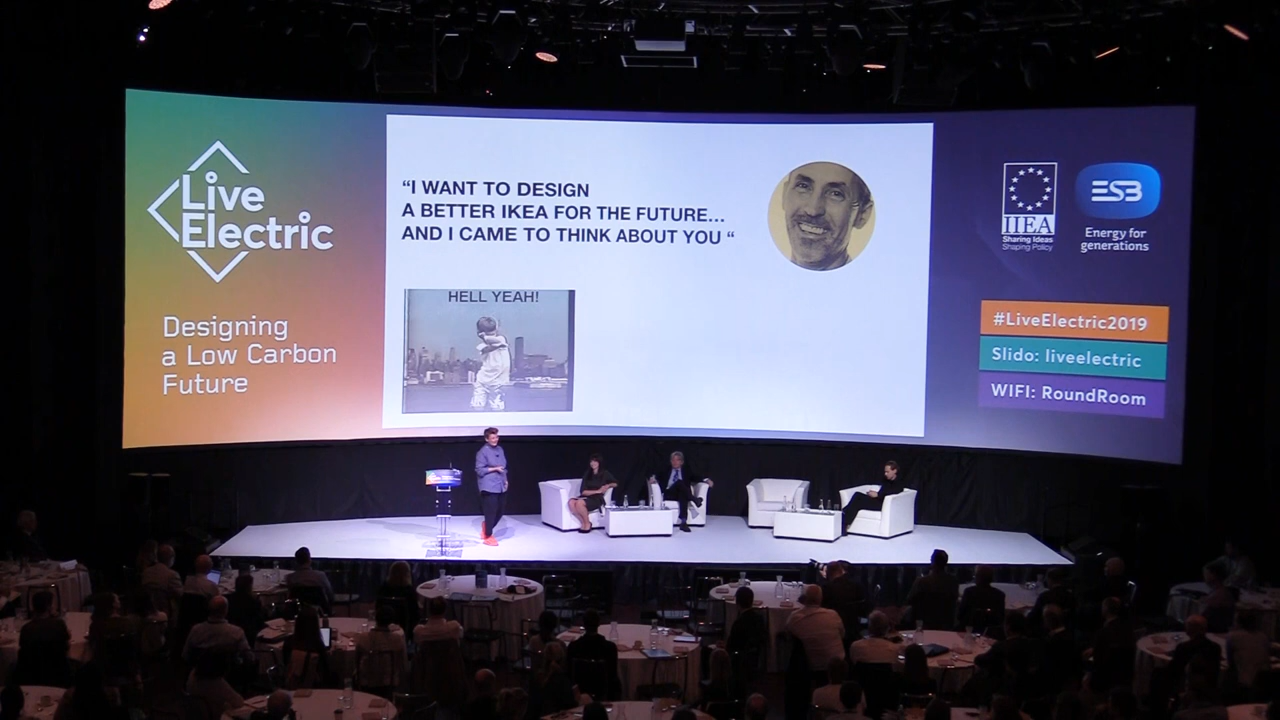 Live
Electric
Designing
a Low Carbon
Future
“I WANT TO DESIGN
A BETTER IKEA FOR THE FUTURE...
AND I CAME TO THINK ABOUT YOU “
HELL YEAH!
IIEA
Sharing Ideas
Shaping Policy
ESB
Energy for
generations
#LiveElectric2019
Slido: liveelectric
WIFI: RoundRoom